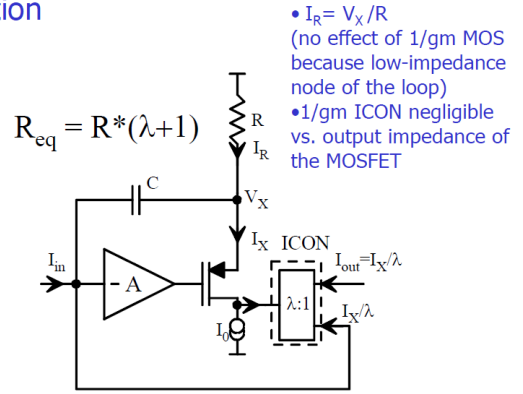 tion
• I_R= V_X/R
(no effect of 1/gm MOS
because low-impedance
node of the loop)
•1/gm ICON negligible
vs. output impedance of
the MOSFET
R_eq = R*(λ+1)
R
I_R
C
V_X
I_X ICON
I_in
I_out=I_X/λ
- A
λ:1
I_X/λ
I_0